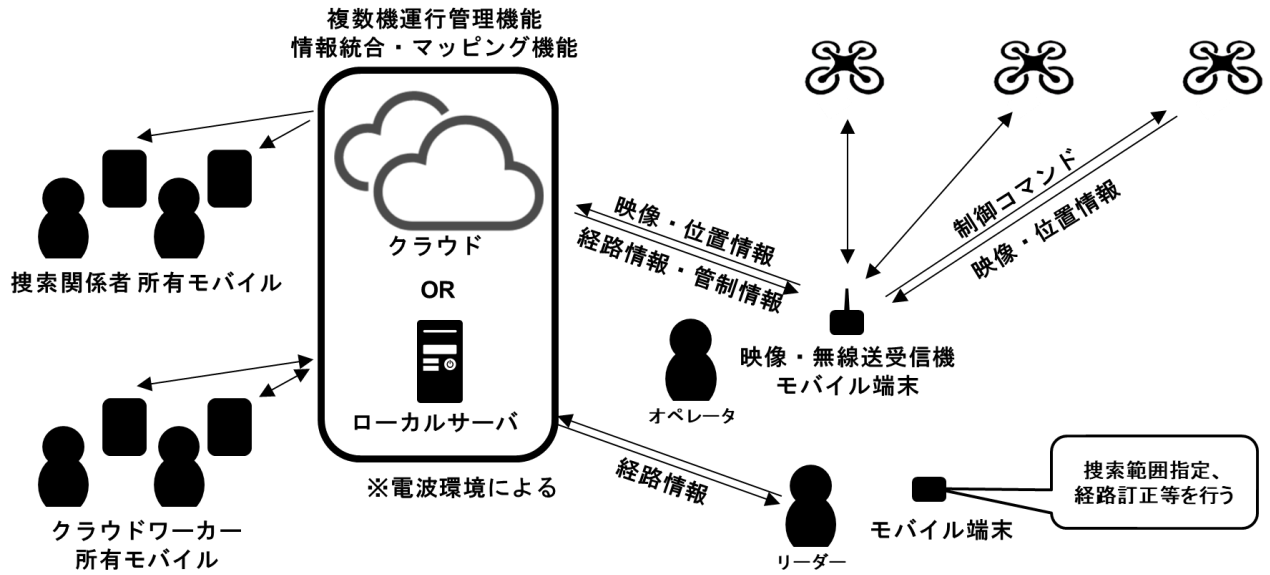 複数機運行管理機能
情報統合・マッピング機能
クラウド
OR
ローカルサーバ
※電波環境による
捜索関係者 所有モバイル
クラウドワーカー
所有モバイル
映像・位置情報
経路情報・管制情報
制御コマンド
映像・位置情報
映像・無線送受信機
モバイル端末
オペレータ
経路情報
リーダー
モバイル端末
捜索範囲指定、
経路訂正等を行う